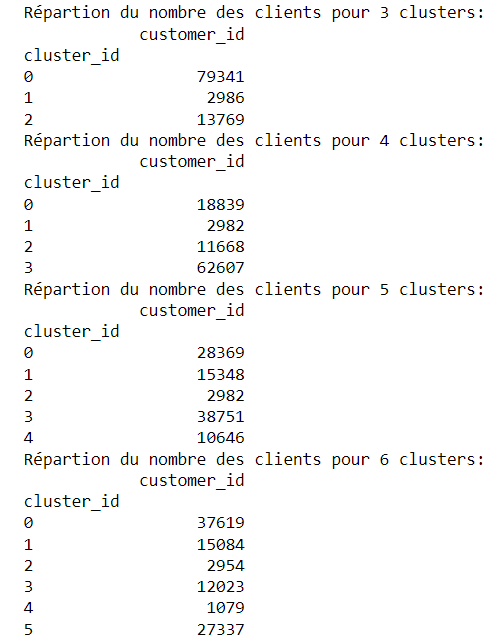 Répartion du nombre des clients pour 3 clusters:
customer_id
cluster_id
0 79341
1 2986
2 13769
Répartion du nombre des clients pour 4 clusters:
customer_id
cluster_id
0 18839
1 2982
2 11668
3 62607
Répartion du nombre des clients pour 5 clusters:
customer_id
cluster_id
0 28369
1 15348
2 2982
3 38751
4 10646
Répartion du nombre des clients pour 6 clusters:
customer_id
cluster_id
0 37619
1 15084
2 2954
3 12023
4 1079
5 27337